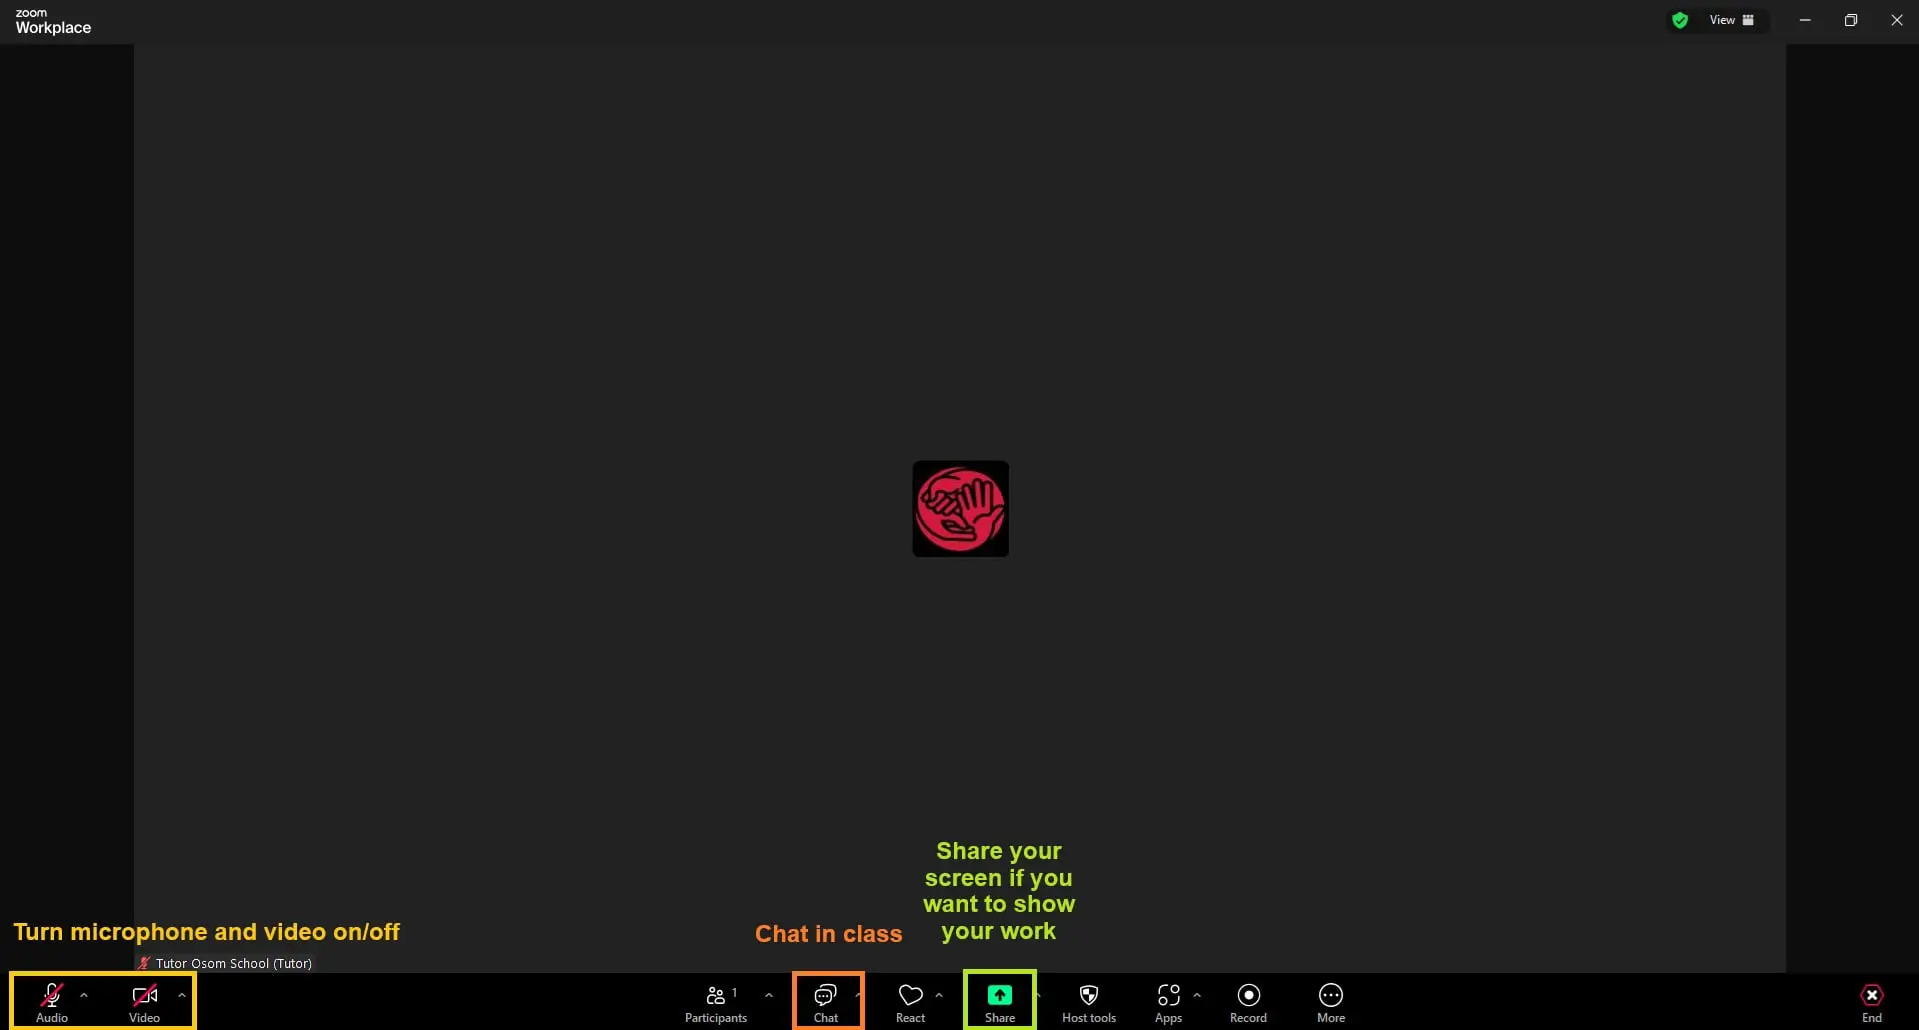 zoom
Workplace
View
Share your
screen if you
want to show
your work
Turn microphone and video on/off
Chat in class
Tutor Osom School (Tutor)
Audio
Video
Participants
1
Chat
React
Share
Host tools
Apps
Record
More
End